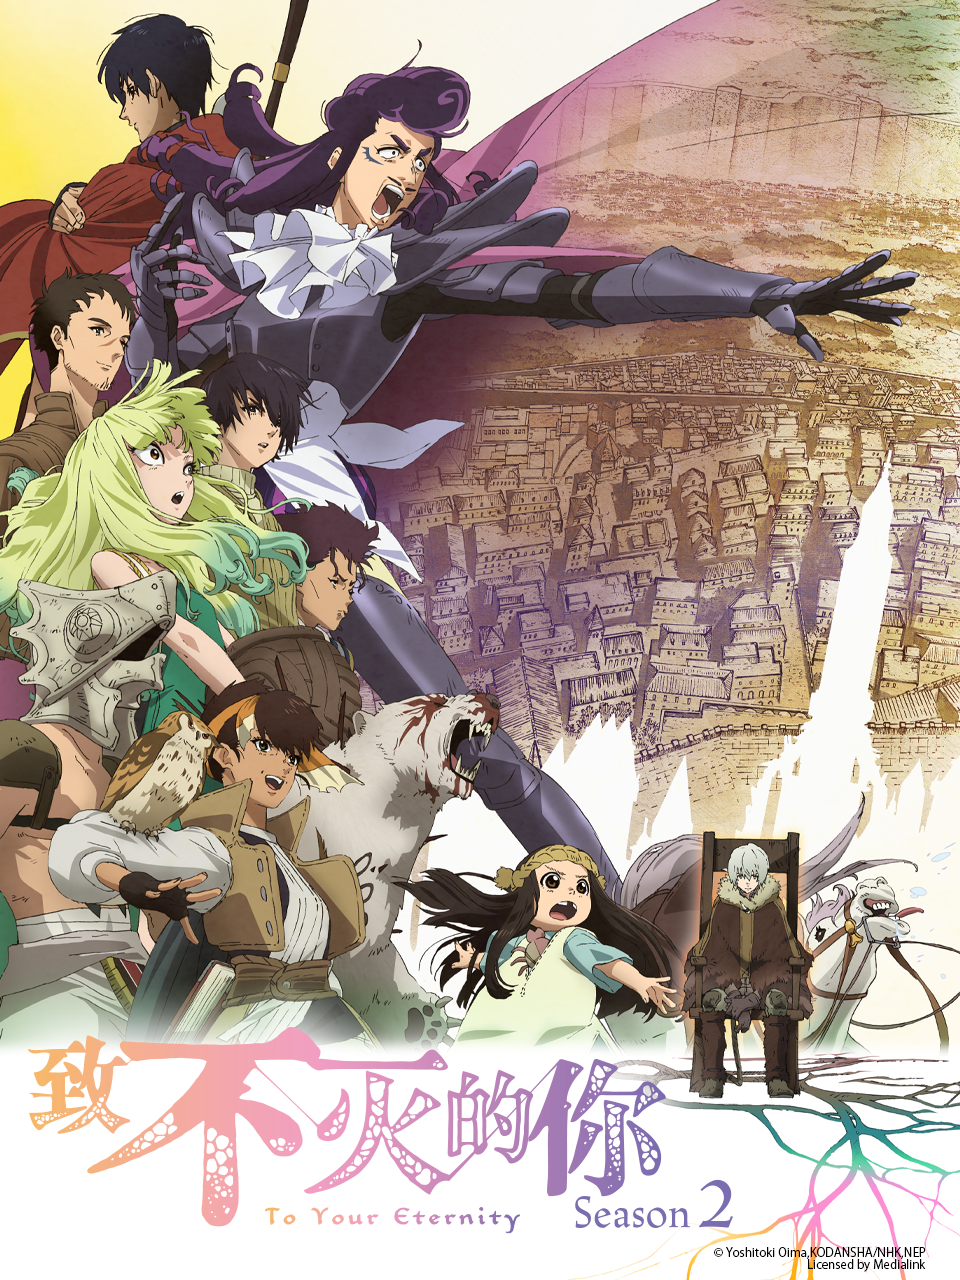 致不灭的你
To Your Eternity Season 2
© Yoshitoki Oima,KODANSHA/NHK,NEP
Licensed by Medialink